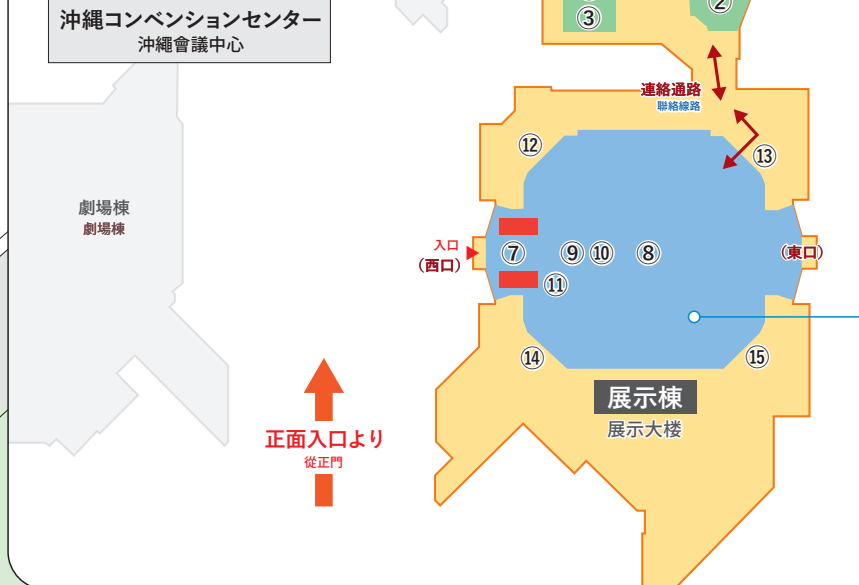 沖縄コンベンションセンター
沖繩會議中心
②
③
連絡通路
聯絡線路
⑫
⑬
劇場棟
劇場棟
入口
(西口)
⑦
⑨
⑩
⑧
(東口)
⑪
⑭
⑮
展示棟
展示大楼
正面入口より
從正門